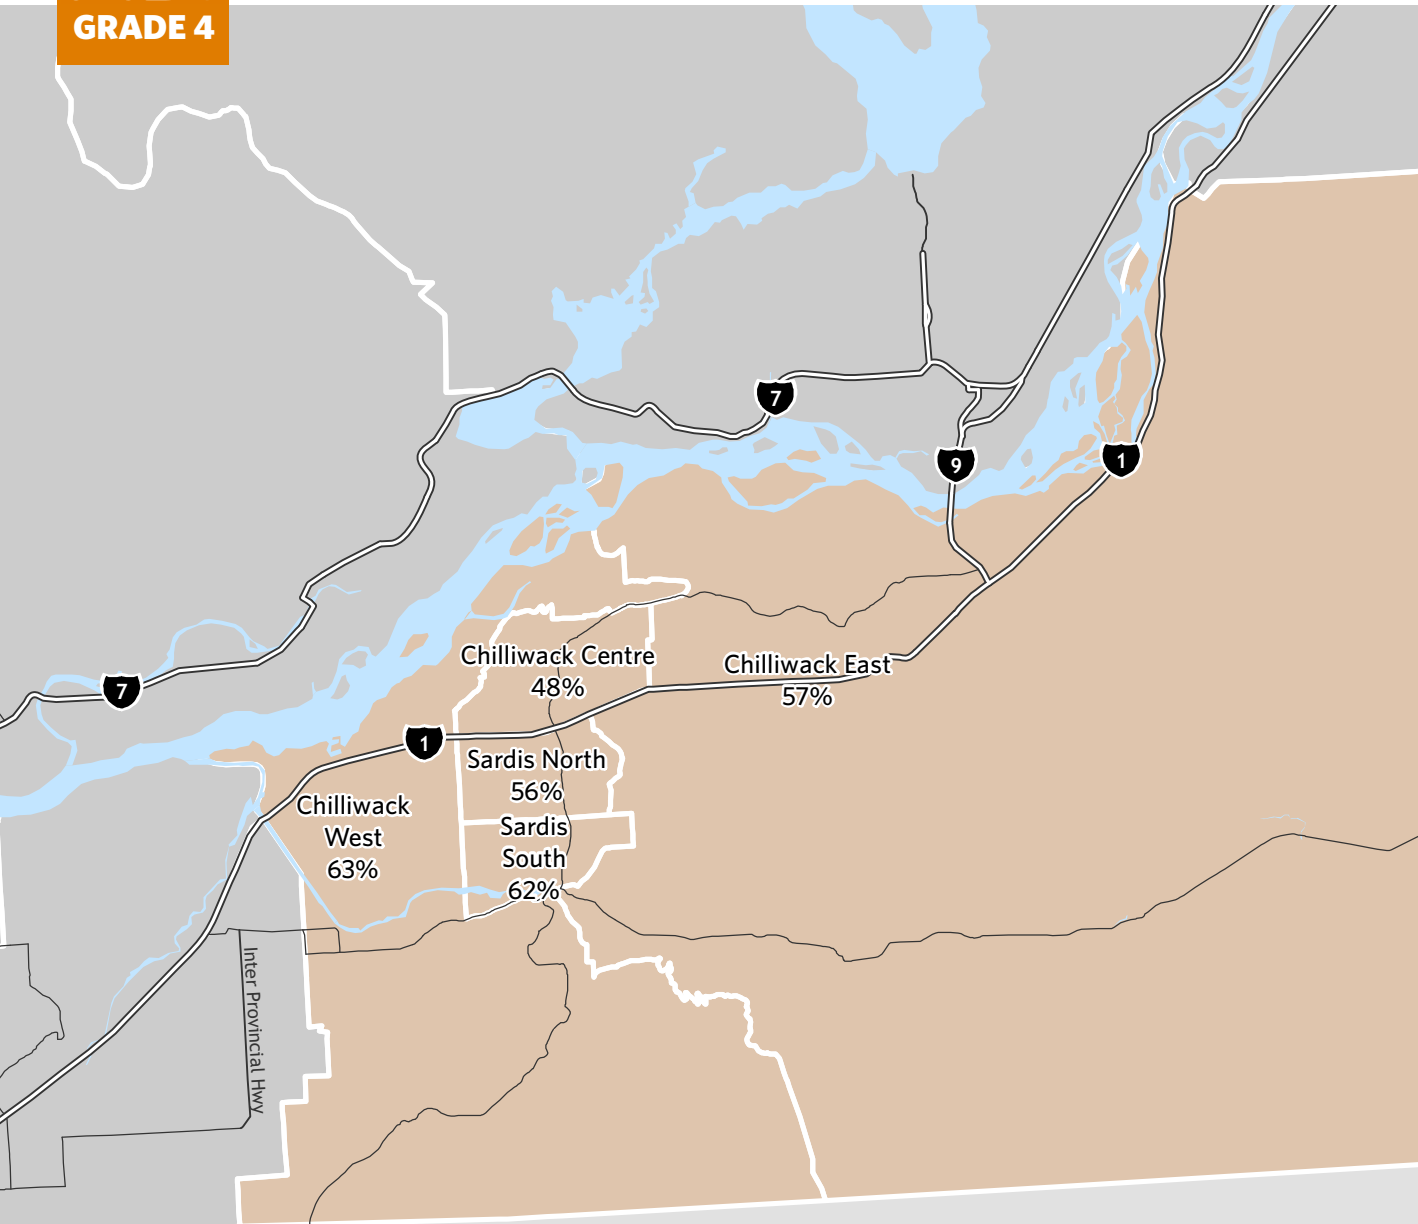 GRADE 4
7
9
1
Chilliwack Centre
48%
Chilliwack East
57%
7
1
Sardis North
56%
Chilliwack
West
63%
Sardis
South
62%
Inter Provincial Hwy